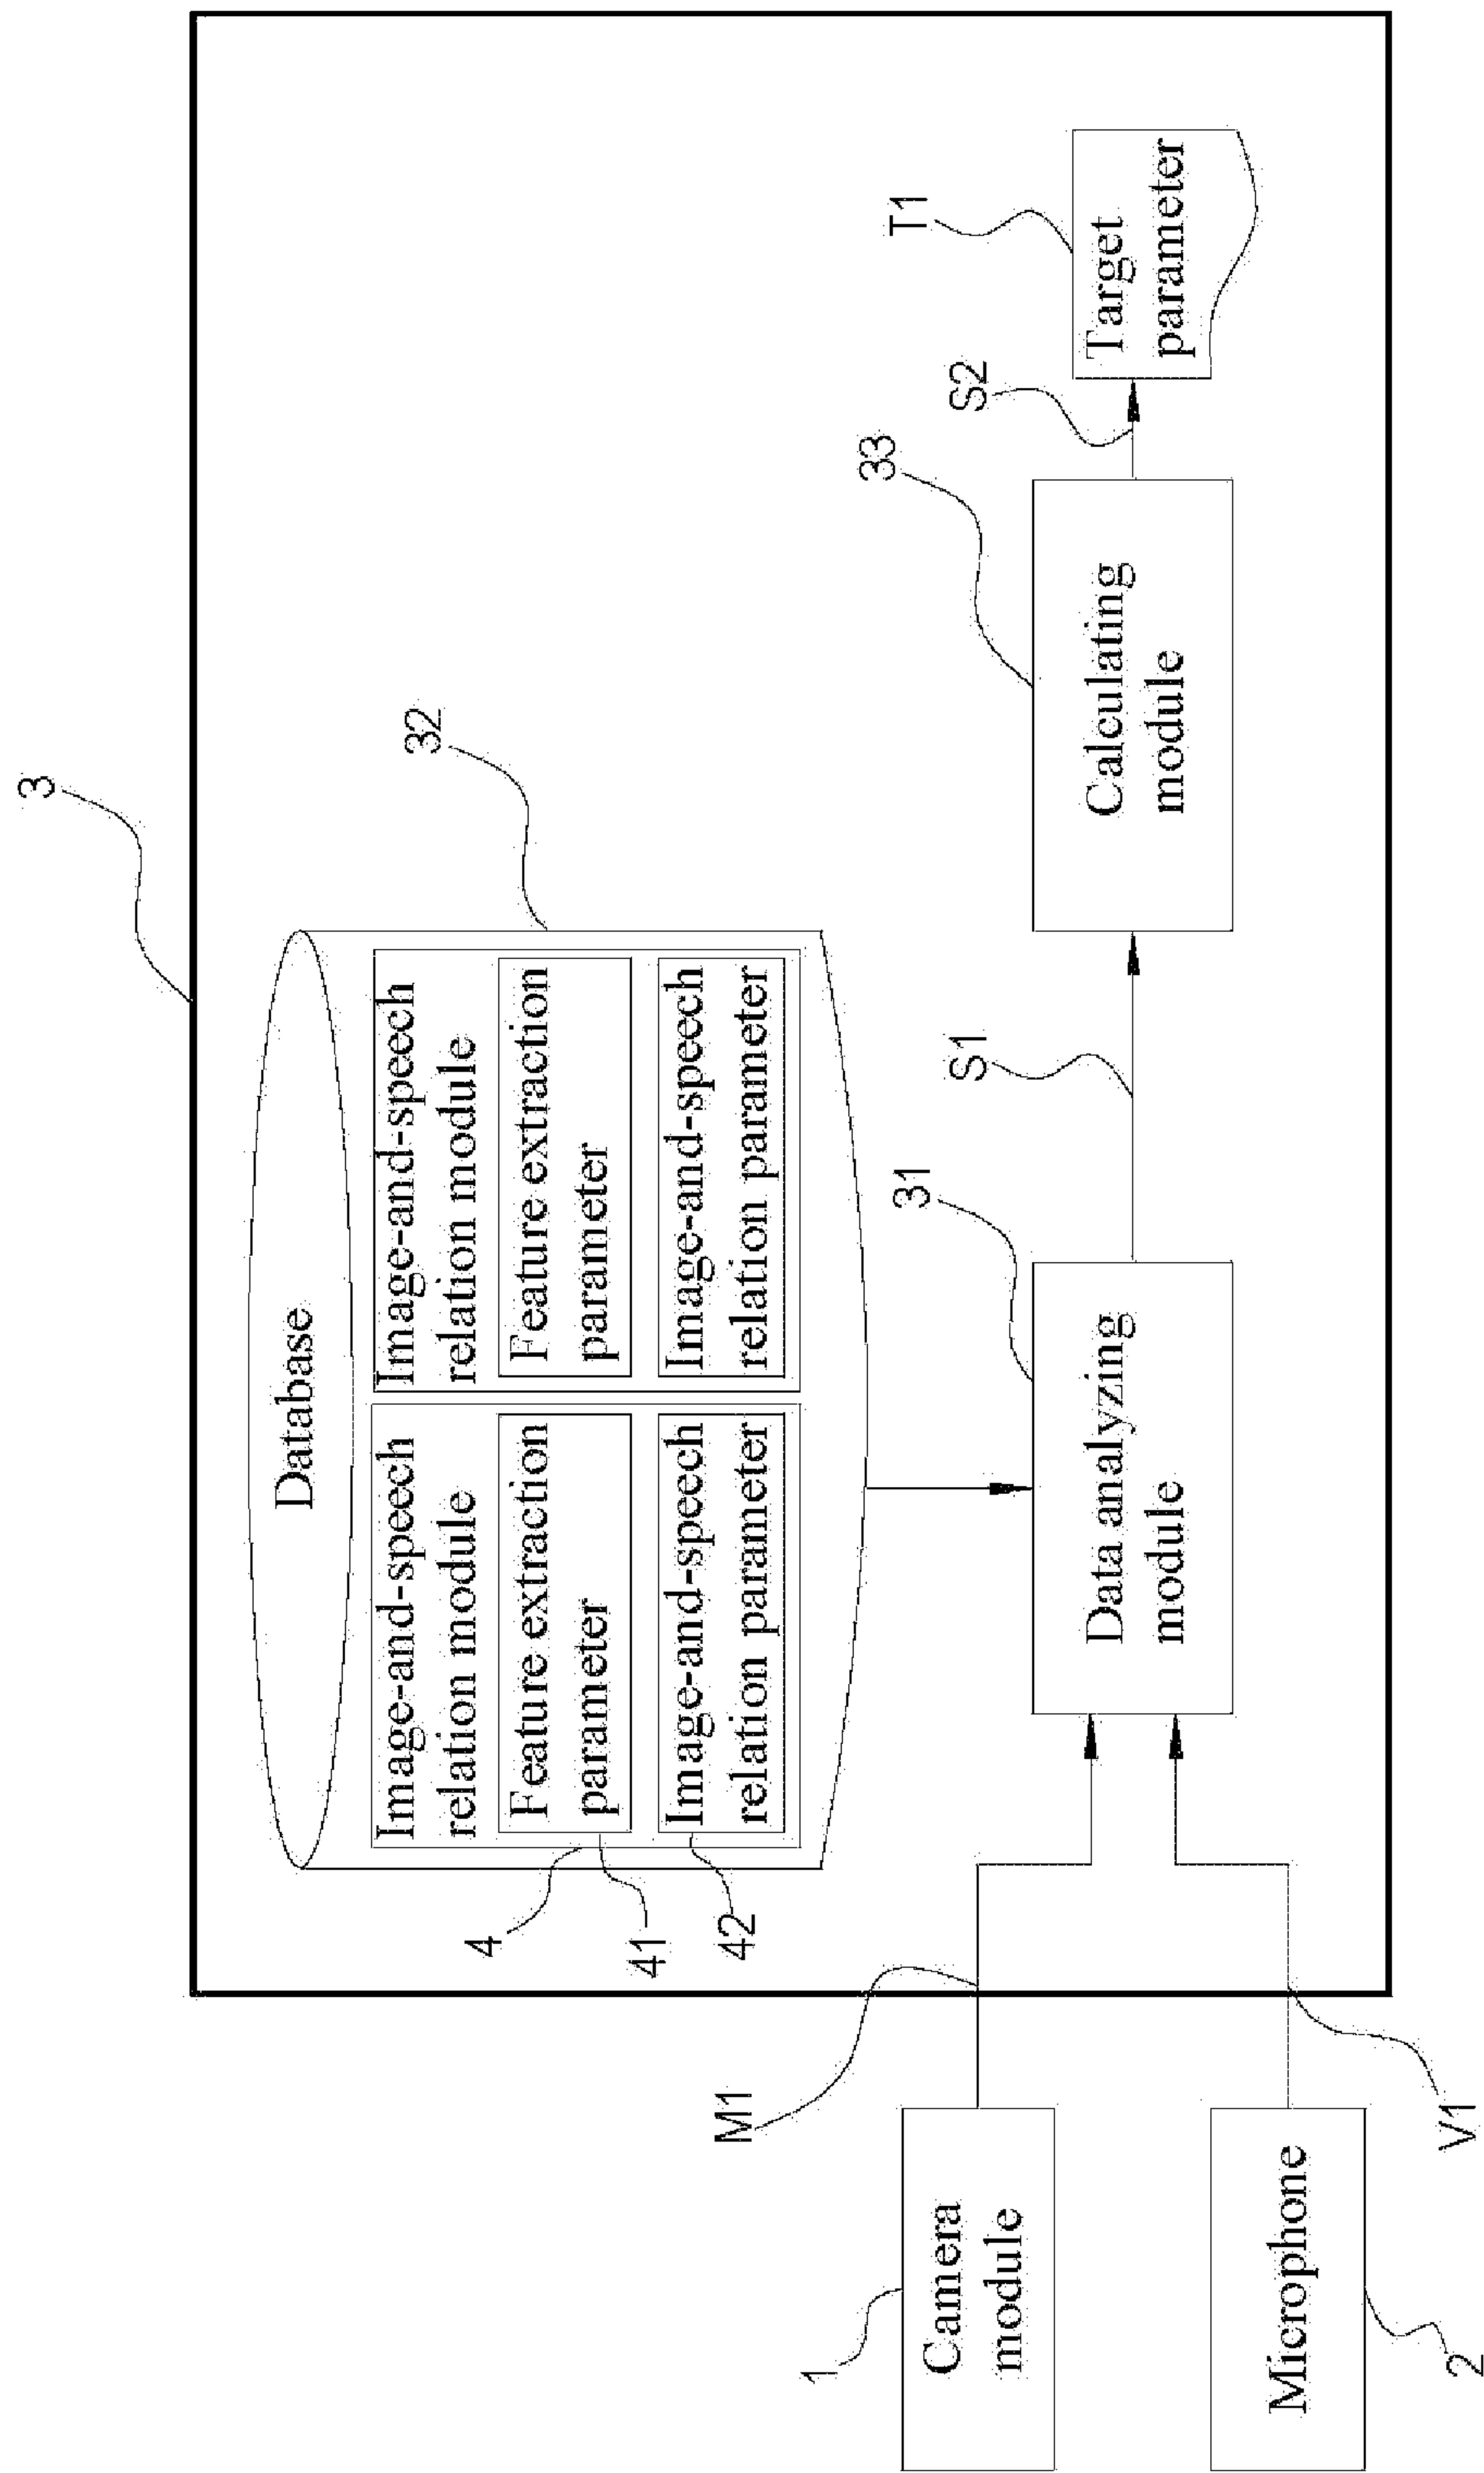 3
Database
32
Image-and-speech
relation module
Feature extraction
parameter
Image-and-speech
relation parameter
Image-and-speech
relation module
Feature extraction
parameter
Image-and-speech
relation parameter
4
41
42
M1
1
Camera
module
31
Data analyzing
module
S1
33
Calculating
module
S2
T1
Target
parameter
Microphone
2
V1